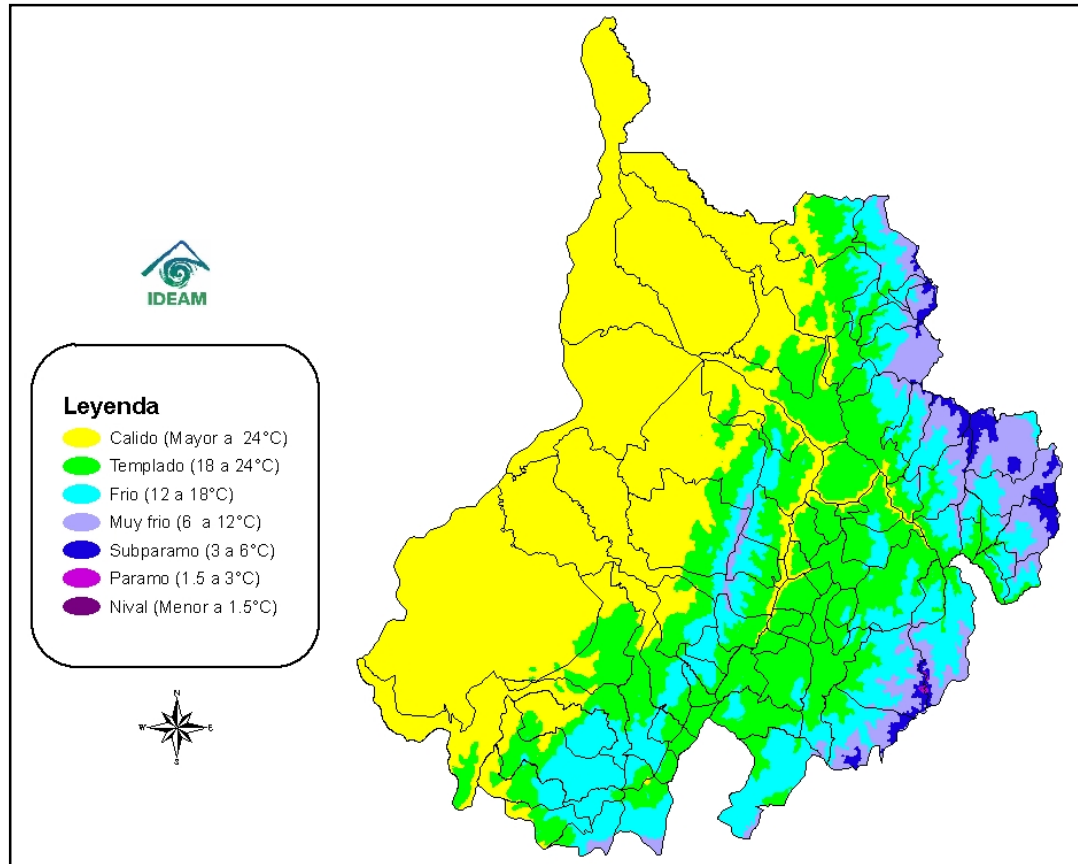 IDEAM
Leyenda
Calido (Mayor a 24°C)
Templado (18 a 24°C)
Frio (12 a 18°C)
Muy frio (6 a 12°C)
Subparamo (3 a 6°C)
Paramo (1.5 a 3°C)
Nival (Menor a 1.5°C)
N
W E
S